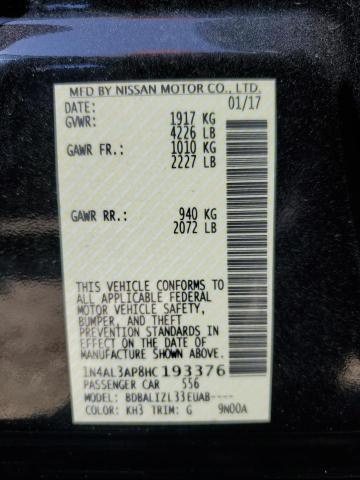 MFD BY NISSAN MOTOR CO., LTD.
DATE: 01/17
GVWR: 1917 KG
4226 LB
GAWR FR.: 1010 KG
2227 LB
GAWR RR.: 940 KG
2072 LB
THIS VEHICLE CONFORMS TO
ALL APPLICABLE FEDERAL
MOTOR VEHICLE SAFETY,
BUMPER, AND THEFT
PREVENTION STANDARDS IN
EFFECT ON THE DATE OF
MANUFACTURE SHOWN ABOVE.
1N4AL3AP8HC 193376
PASSENGER CAR 556
MODEL: BDBALIZL33EUAB----
COLOR: KH3 TRIM: G 9N00A